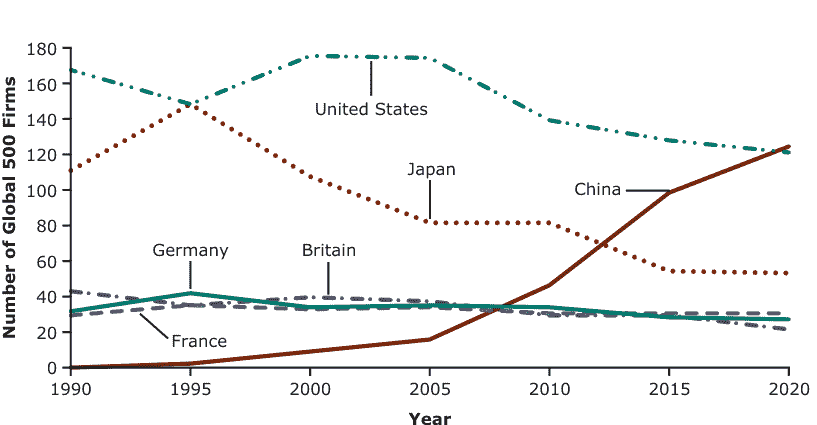 Number of Global 500 Firms
180
160
140
120
100
80
60
40
20
0
United States
Japan
China
Germany
Britain
France
1990
1995
2000
2005
2010
2015
2020
Year